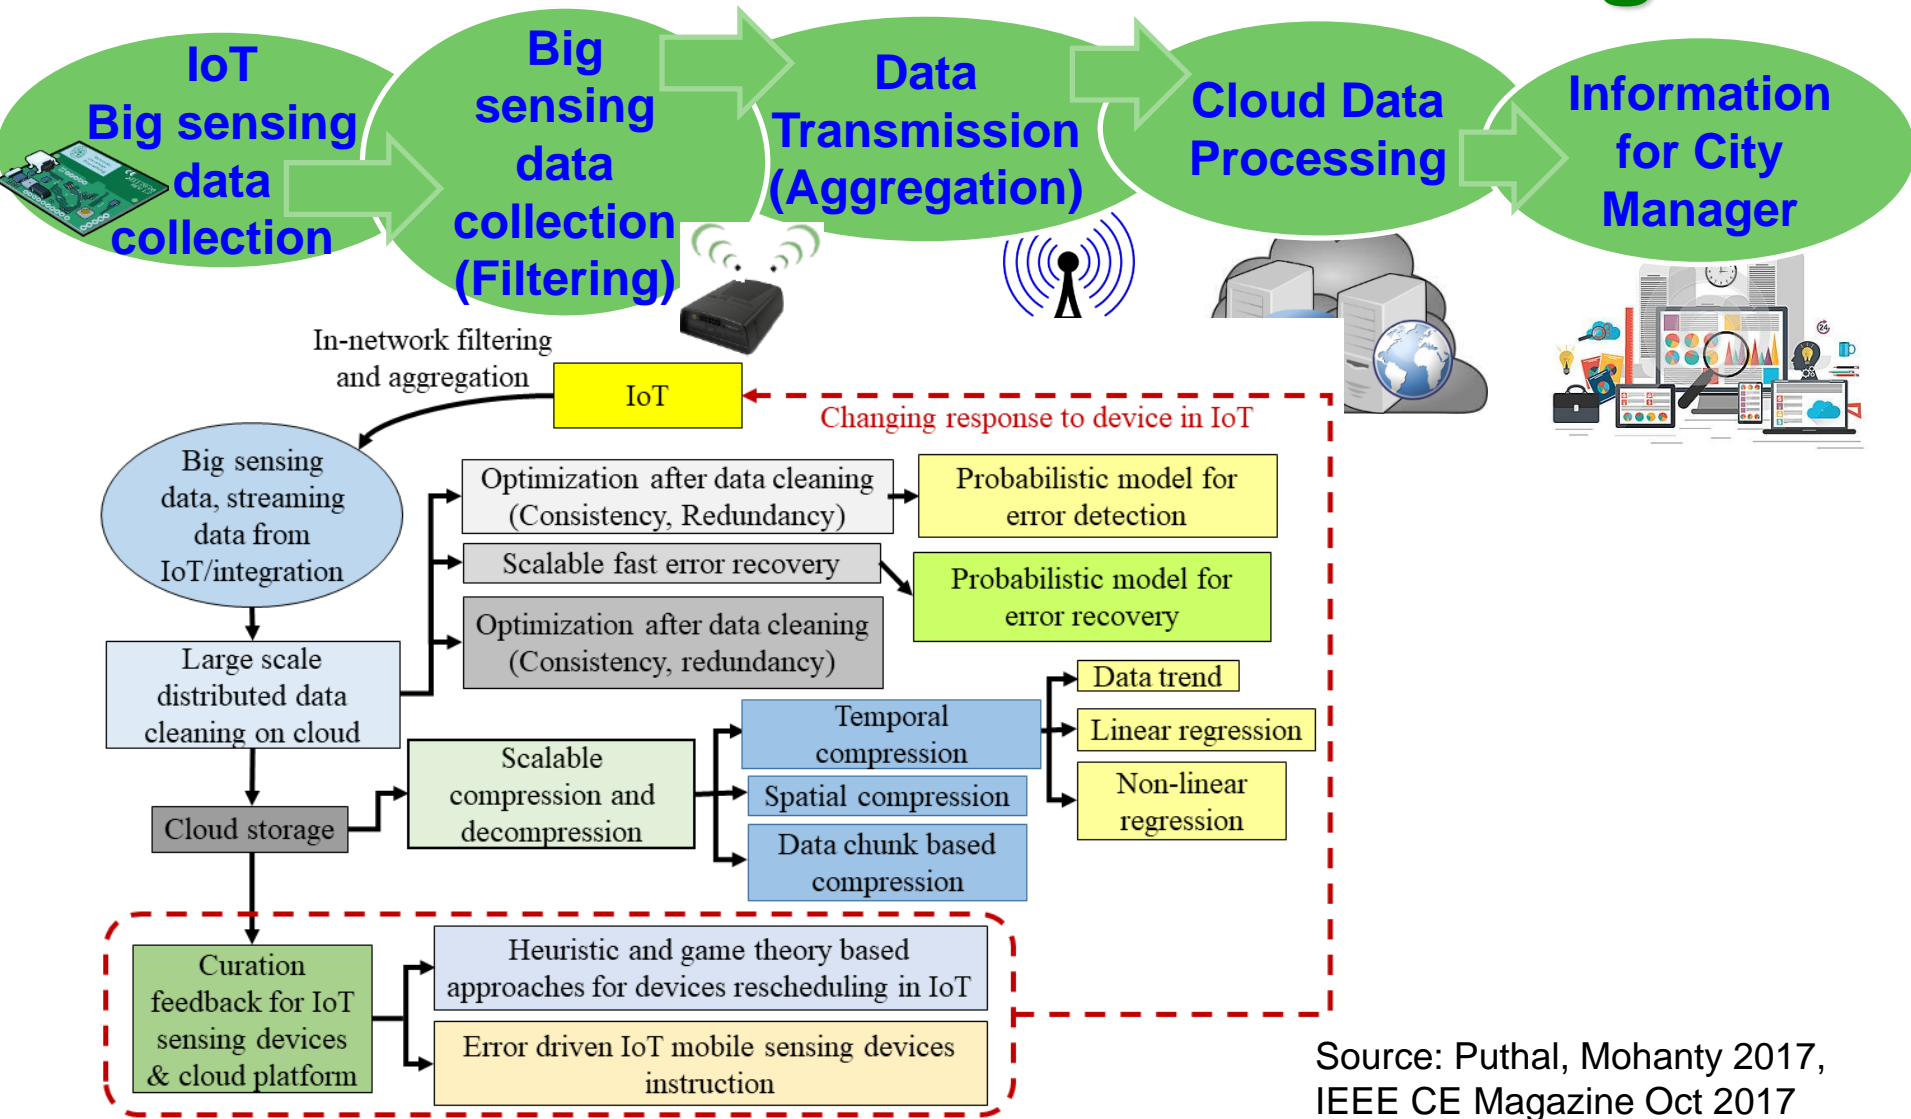 IoT
Big sensing
data
collection
Big
sensing
data
collection
(Filtering)
Data
Transmission
(Aggregation)
Cloud Data
Processing
Information
for City
Manager
In-network filtering
and aggregation
IoT
Changing response to device in IoT
24
Big sensing
data, streaming
data from
IoT/integration
Optimization after data cleaning
(Consistency, Redundancy)
Probabilistic model for
error detection
Scalable fast error recovery
Probabilistic model for
error recovery
Optimization after data cleaning
(Consistency, redundancy)
Large scale
distributed data
cleaning on cloud
Data trend
Temporal
compression
Linear regression
Scalable
compression and
decompression
Spatial compression
Non-linear
regression
Cloud storage
Data chunk based
compression
Curation
feedback for IoT
sensing devices
& cloud platform
Heuristic and game theory based
approaches for devices rescheduling in IoT
Error driven IoT mobile sensing devices
instruction
Source: Puthal, Mohanty 2017,
IEEE CE Magazine Oct 2017